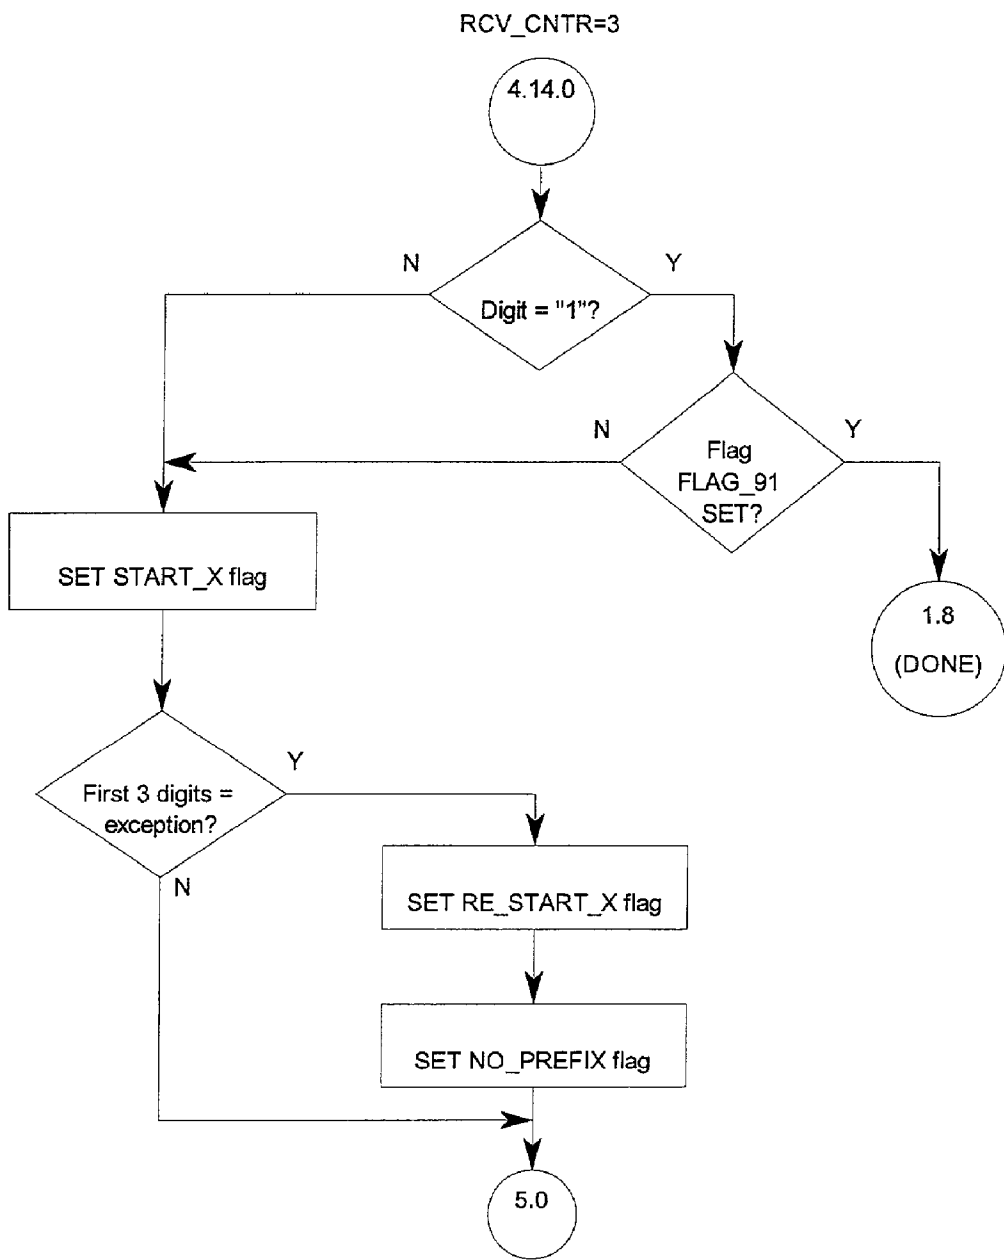 RCV_CNTR=3
4.14.0
N
Y
Digit = "1"?
N
Y
Flag
FLAG_91
SET?
SET START_X flag
1.8
(DONE)
Y
First 3 digits =
exception?
N
SET RE_START_X flag
SET NO_PREFIX flag
5.0